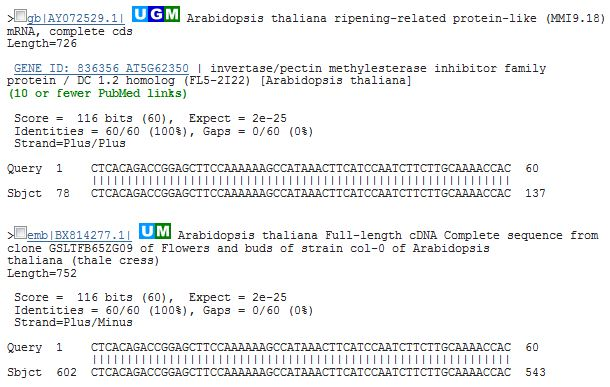 >gb|AY072529.1| UGM Arabidopsis thaliana ripening-related protein-like (MMI9.18)
mRNA, complete cds
Length=726
GENE ID: 836356 AT5G62350 | invertase/pectin methylesterase inhibitor family
protein / DC 1.2 homolog (FL5-2I22) [Arabidopsis thaliana]
(10 or fewer PubMed links)
Score = 116 bits (60), Expect = 2e-25
Identities = 60/60 (100%), Gaps = 0/60 (0%)
Strand=Plus/Plus
Query 1 CTCACAGACCGGAGCTTCCAAAAAAGCCATAAACTTCATCCAATCTTCTTGCAAAACCAC 60
||||||||||||||||||||||||||||||||||||||||||||||||||||||||||||
Sbjct 78 CTCACAGACCGGAGCTTCCAAAAAAGCCATAAACTTCATCCAATCTTCTTGCAAAACCAC 137
>emb|BX814277.1| UM Arabidopsis thaliana Full-length cDNA Complete sequence from
clone GSLTFB65ZG09 of Flowers and buds of strain col-0 of Arabidopsis
thaliana (thale cress)
Length=752
Score = 116 bits (60), Expect = 2e-25
Identities = 60/60 (100%), Gaps = 0/60 (0%)
Strand=Plus/Minus
Query 1 CTCACAGACCGGAGCTTCCAAAAAAGCCATAAACTTCATCCAATCTTCTTGCAAAACCAC 60
||||||||||||||||||||||||||||||||||||||||||||||||||||||||||||
Sbjct 602 CTCACAGACCGGAGCTTCCAAAAAAGCCATAAACTTCATCCAATCTTCTTGCAAAACCAC 543